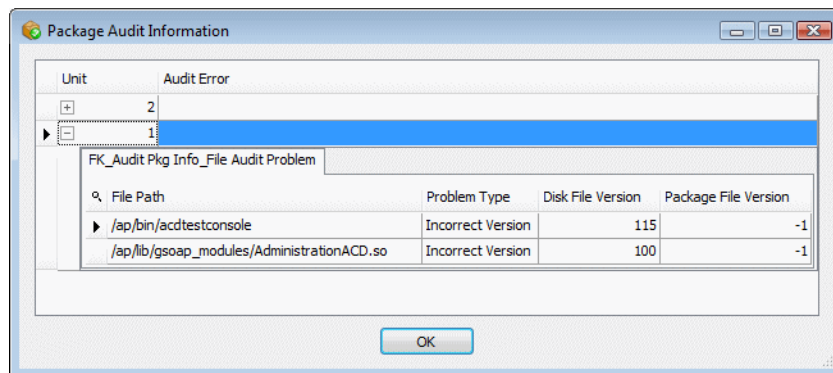 Package Audit Information
Unit Audit Error
2
1
FK_Audit Pkg Info_File Audit Problem
File Path Problem Type Disk File Version Package File Version
/ap/bin/acdtestconsole Incorrect Version 115 -1
/ap/lib/gsoap_modules/AdministrationACD.so Incorrect Version 100 -1
OK